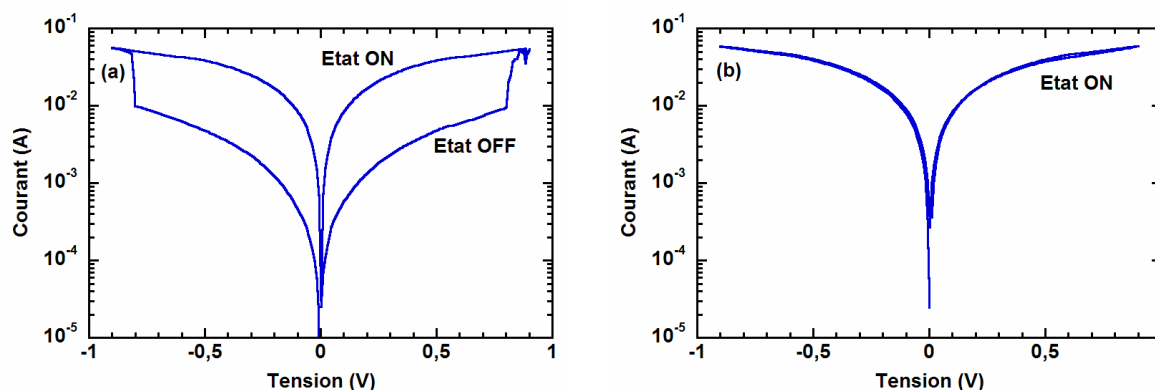 10⁻¹
10⁻²
10⁻³
10⁻⁴
10⁻⁵
Courant (A)
(a)
Etat ON
Etat OFF
-1 -0,5 0 0,5 1
Tension (V)
10⁻¹
10⁻²
10⁻³
10⁻⁴
10⁻⁵
Courant (A)
(b)
Etat ON
-1 -0,5 0 0,5
Tension (V)